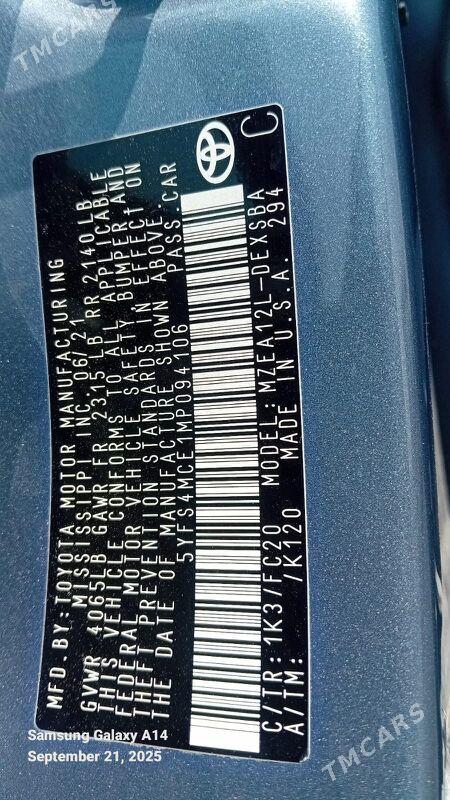 TMCARS
MFD.BY:TOYOTA MOTOR MANUFACTURING
MISSISSIPPI INC.06/21
GVWR 4065LB GAWR FR 2315 LB RR 2140LB
THIS VEHICLE CONFORMS TO ALL APPLICABLE
FEDERAL MOTOR VEHICLE SAFETY, BUMPER, AND
THEFT PREVENTION STANDARDS IN EFFECT ON
THE DATE OF MANUFACTURE SHOWN ABOVE.
5YFS4MCE1MP094106 PASS.CAR
C/TR:1K3/FC20 MODEL:MZEA12L-DEXSBA
A/TM: /K120 MADE IN U.S.A. 294
C
Samsung Galaxy A14
September 21, 2025
TMCARS